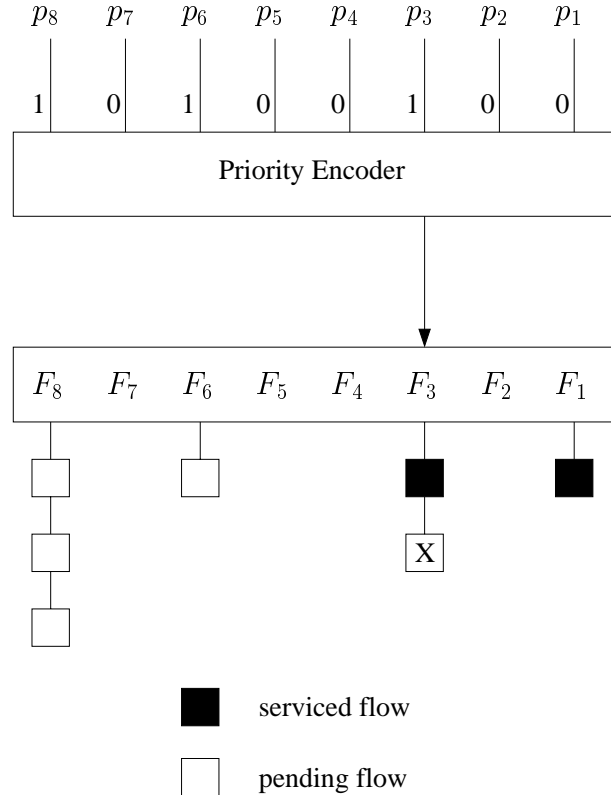 p8 p7 p6 p5 p4 p3 p2 p1
1 0 1 0 0 1 0 0
Priority Encoder
F8 F7 F6 F5 F4 F3 F2 F1
X
serviced flow
pending flow